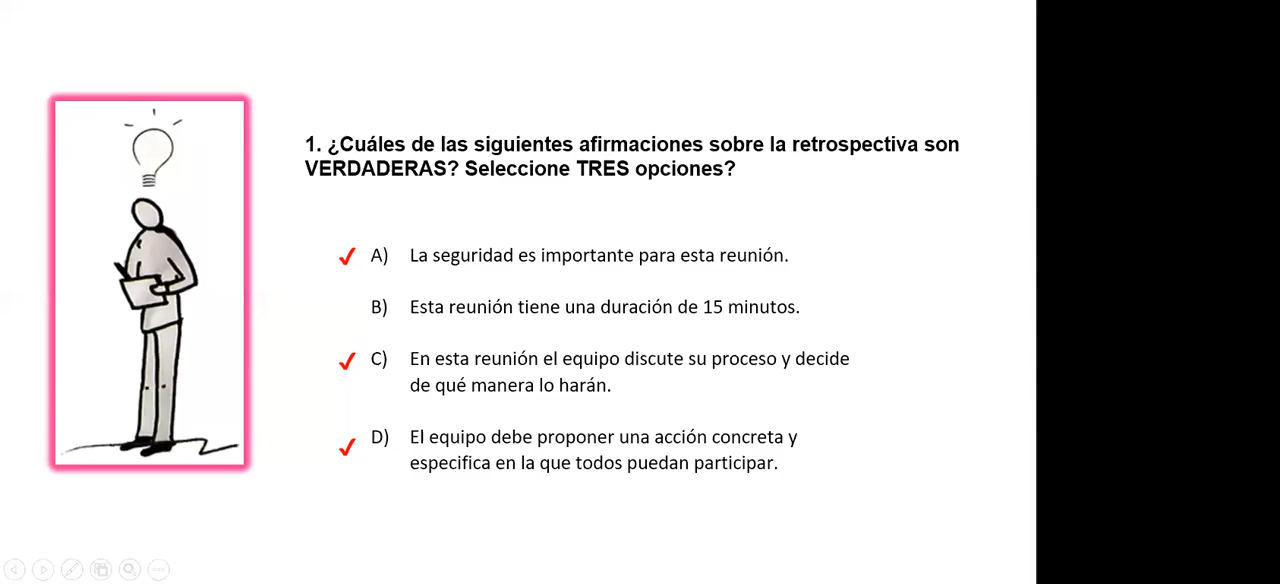 1. ¿Cuáles de las siguientes afirmaciones sobre la retrospectiva son
VERDADERAS? Seleccione TRES opciones?
A) La seguridad es importante para esta reunión.
B) Esta reunión tiene una duración de 15 minutos.
C) En esta reunión el equipo discute su proceso y decide
de qué manera lo harán.
D) El equipo debe proponer una acción concreta y
especifica en la que todos puedan participar.